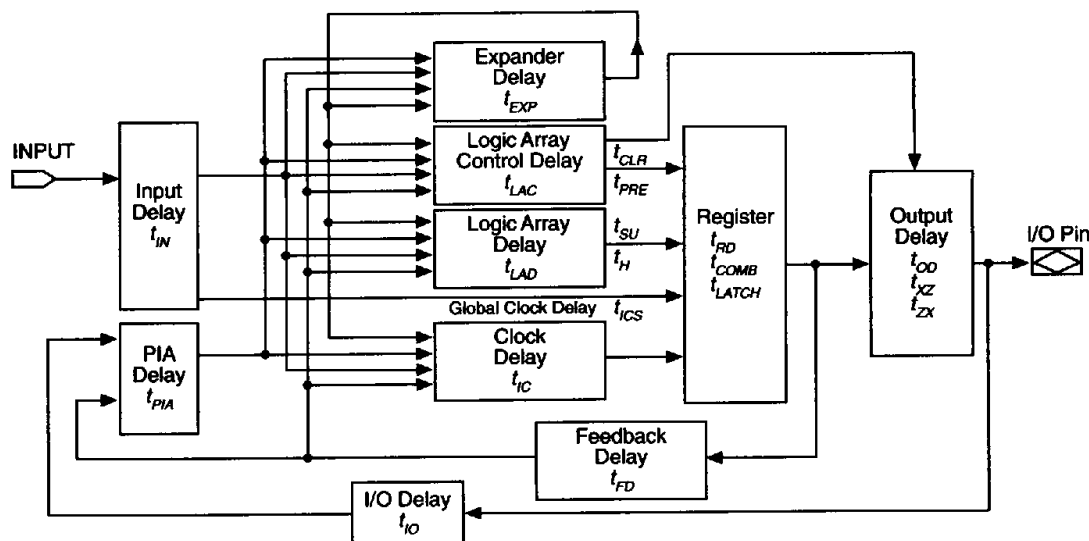 Expander
Delay
tEXP
INPUT
Input
Delay
tIN
Logic Array
Control Delay
tLAC
tCLR
tPRE
Logic Array
Delay
tLAD
tSU
tH
Register
tRD
tCOMB
tLATCH
Output
Delay
tOD
tXZ
tZX
I/O Pin
Global Clock Delay tICS
PIA
Delay
tPIA
Clock
Delay
tIC
Feedback
Delay
tFD
I/O Delay
tIO